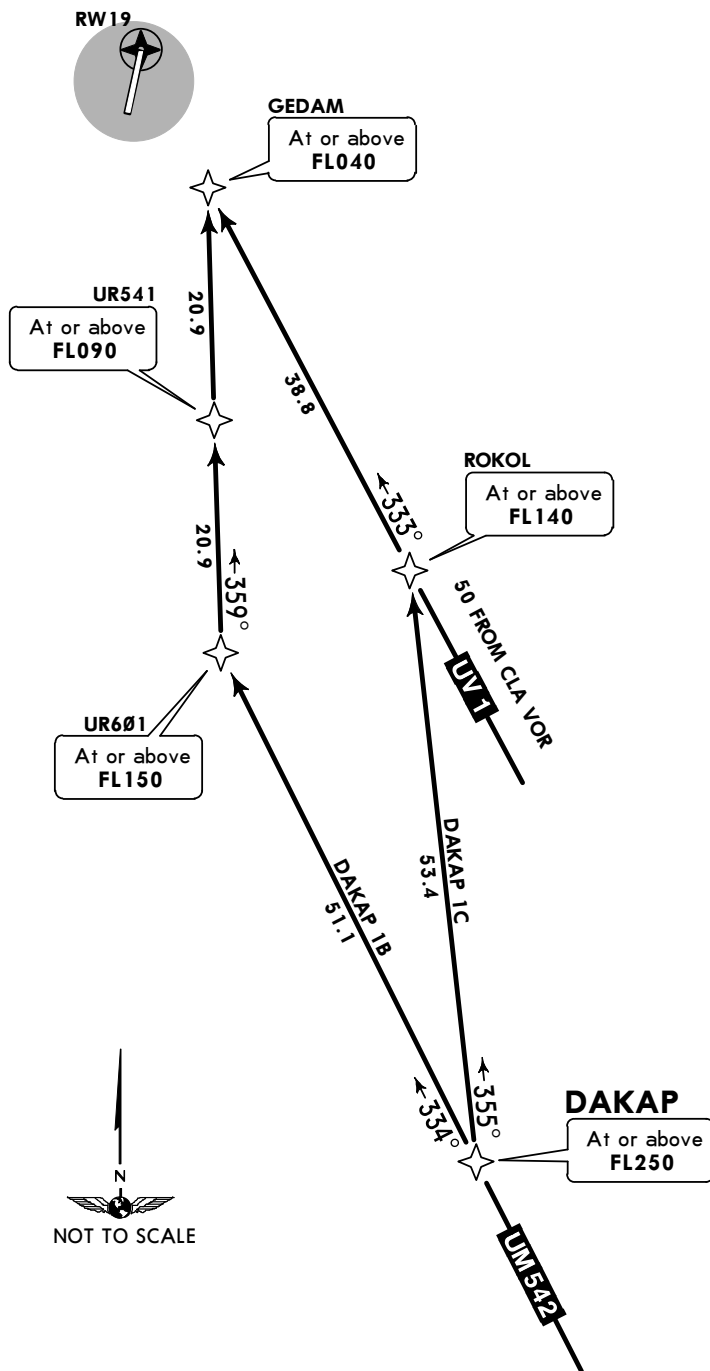 RW19
GEDAM
At or above
FL040
20.9
UR541
At or above
FL090
38.8
ROKOL
At or above
FL140
←333°
20.9
←359°
50 FROM CLA VOR
UV 1
UR6Ø1
At or above
FL150
DAKAP 1B
51.1
DAKAP 1C
53.4
←334°
←355°
DAKAP
At or above
FL250
N
NOT TO SCALE
UM 542